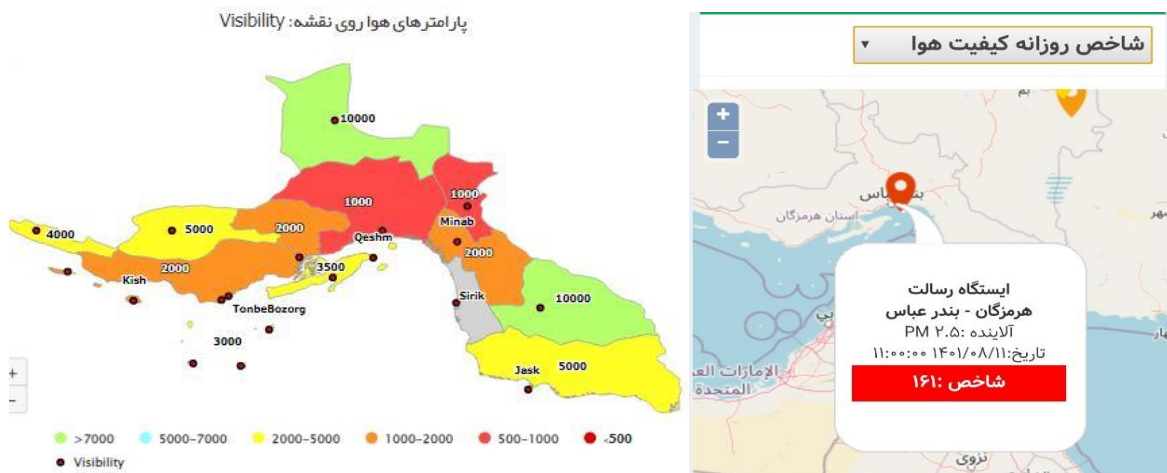 پارامترهای هوا روی نقشه: Visibility
10000
1000
1000
Minab
2000
5000
4000
Qeshm
2000
3500
2000
Kish
10000
Sirik
TonbeBozorg
3000
Jask
5000
+
−
>7000
5000-7000
2000-5000
1000-2000
500-1000
<500
Visibility
شاخص روزانه کیفیت هوا
+
−
بم
استان هرمزگان
ایستگاه رسالت
هرمزگان - بندر عباس
آلاینده :PM ۲.۵
تاریخ:۱۴۰۱/۰۸/۱۱ ۱۱:۰۰:۰۰
شاخص :۱۶۱
المتحدة
نزوى